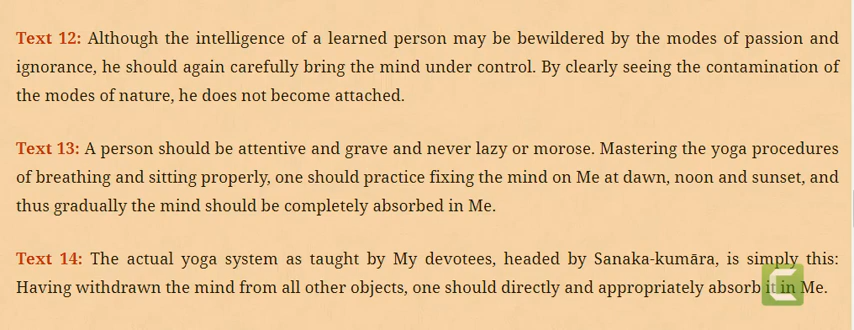 Text 12: Although the intelligence of a learned person may be bewildered by the modes of passion and
ignorance, he should again carefully bring the mind under control. By clearly seeing the contamination of
the modes of nature, he does not become attached.
Text 13: A person should be attentive and grave and never lazy or morose. Mastering the yoga procedures
of breathing and sitting properly, one should practice fixing the mind on Me at dawn, noon and sunset, and
thus gradually the mind should be completely absorbed in Me.
Text 14: The actual yoga system as taught by My devotees, headed by Sanaka-kumāra, is simply this:
Having withdrawn the mind from all other objects, one should directly and appropriately absorb it in Me.